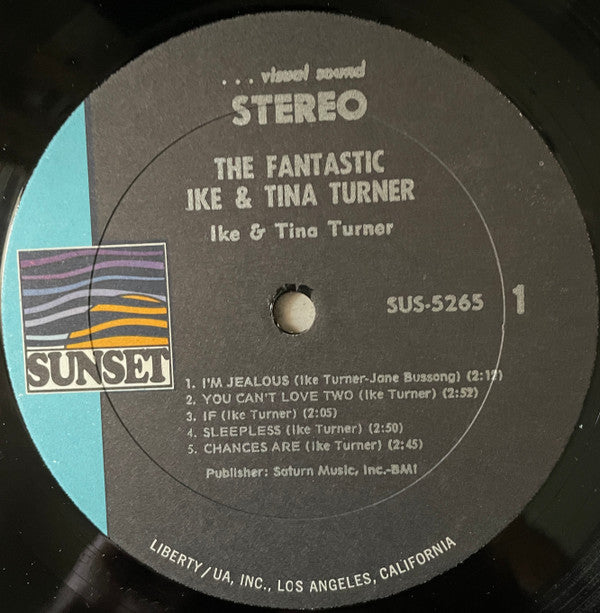 ... visual sound
STEREO
THE FANTASTIC
IKE & TINA TURNER
Ike & Tina Turner
SUS-5265 1
SUNSET
1. I'M JEALOUS (Ike Turner-Jane Bussong) (2:12)
2. YOU CAN'T LOVE TWO (Ike Turner) (2:52)
3. IF (Ike Turner) (2:05)
4. SLEEPLESS (Ike Turner) (2:50)
5. CHANCES ARE (Ike Turner) (2:45)
Publisher: Saturn Music, Inc.-BMI
LIBERTY/UA, INC., LOS ANGELES, CALIFORNIA